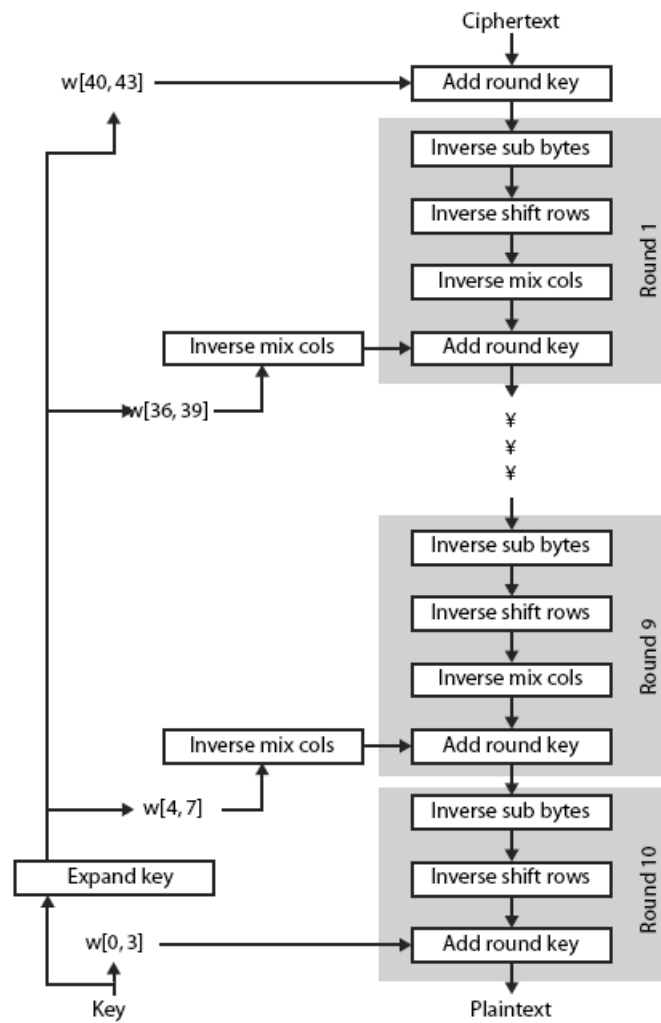 Ciphertext
w[40, 43]
Add round key
Inverse sub bytes
Inverse shift rows
Inverse mix cols
Round 1
Inverse mix cols
Add round key
w[36, 39]
¥
¥
¥
Inverse sub bytes
Inverse shift rows
Round 9
Inverse mix cols
Inverse mix cols
Add round key
w[4, 7]
Inverse sub bytes
Expand key
Inverse shift rows
Round 10
w[0, 3]
Add round key
Key
Plaintext